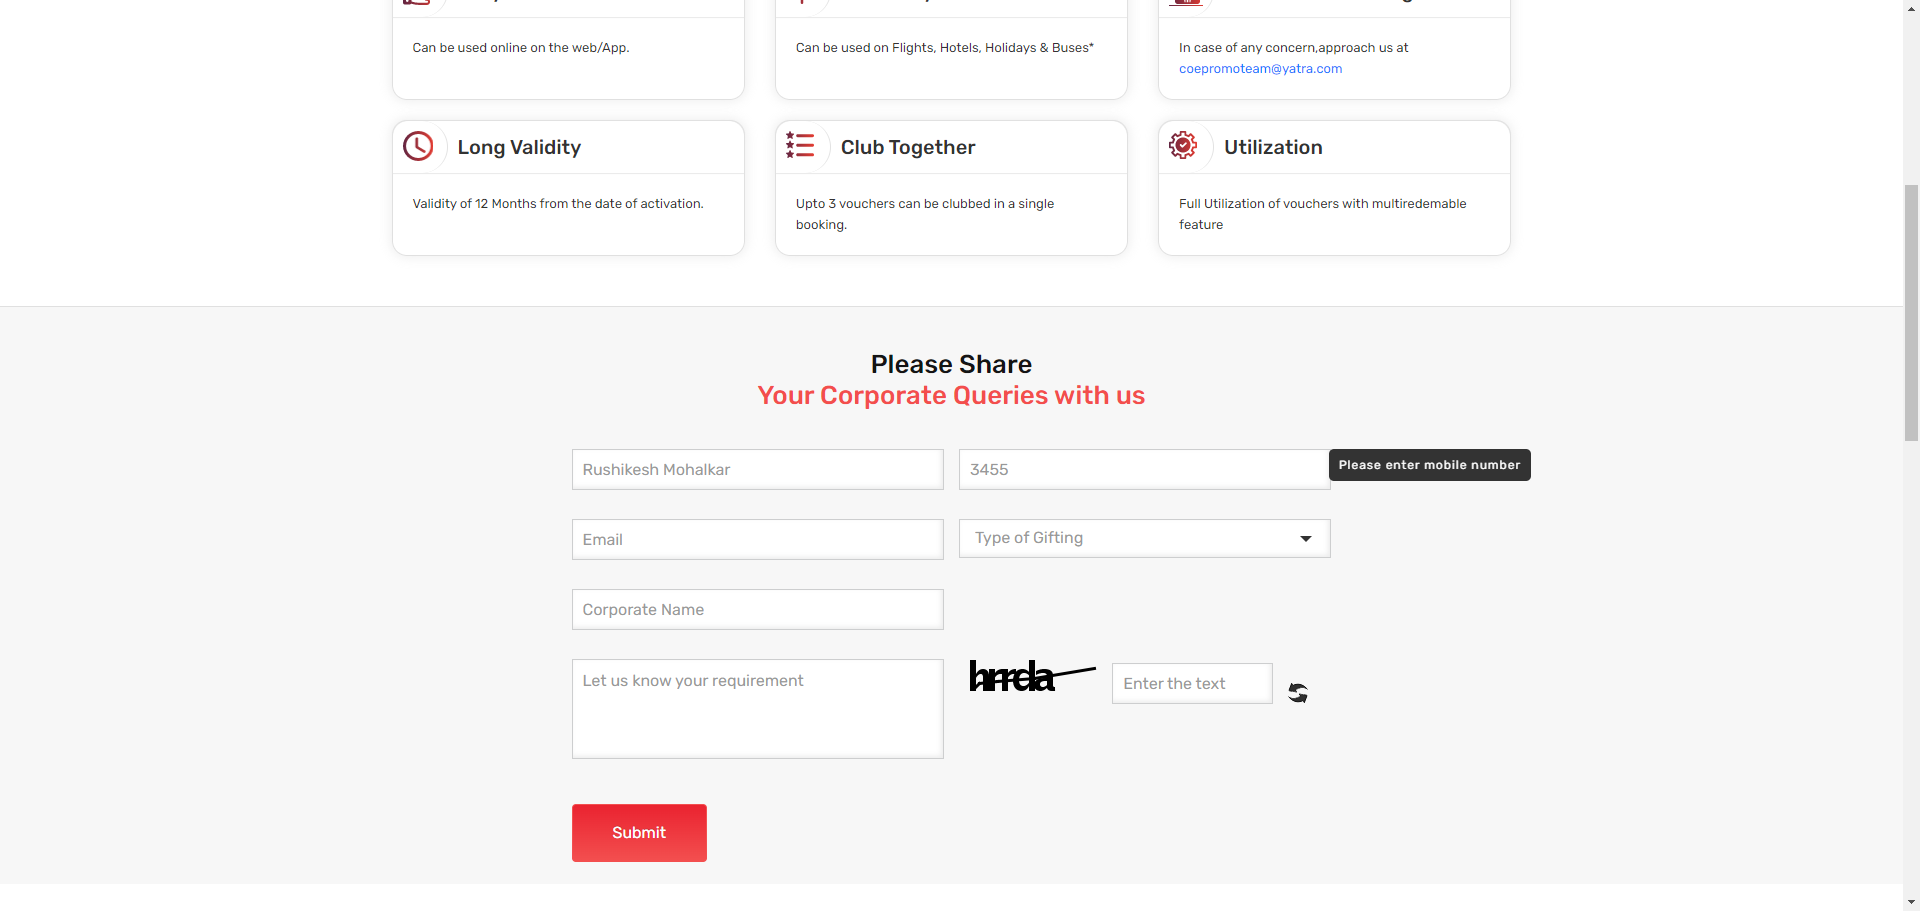 Can be used online on the web/App.
Can be used on Flights, Hotels, Holidays & Buses*
In case of any concern,approach us at
coepromoteam@yatra.com
Long Validity
Club Together
Utilization
Validity of 12 Months from the date of activation.
Upto 3 vouchers can be clubbed in a single
booking.
Full Utilization of vouchers with multiredemable
feature
Please Share
Your Corporate Queries with us
Rushikesh Mohalkar
3455
Please enter mobile number
Email
Type of Gifting
Corporate Name
Let us know your requirement
hrrda
Enter the text
Submit